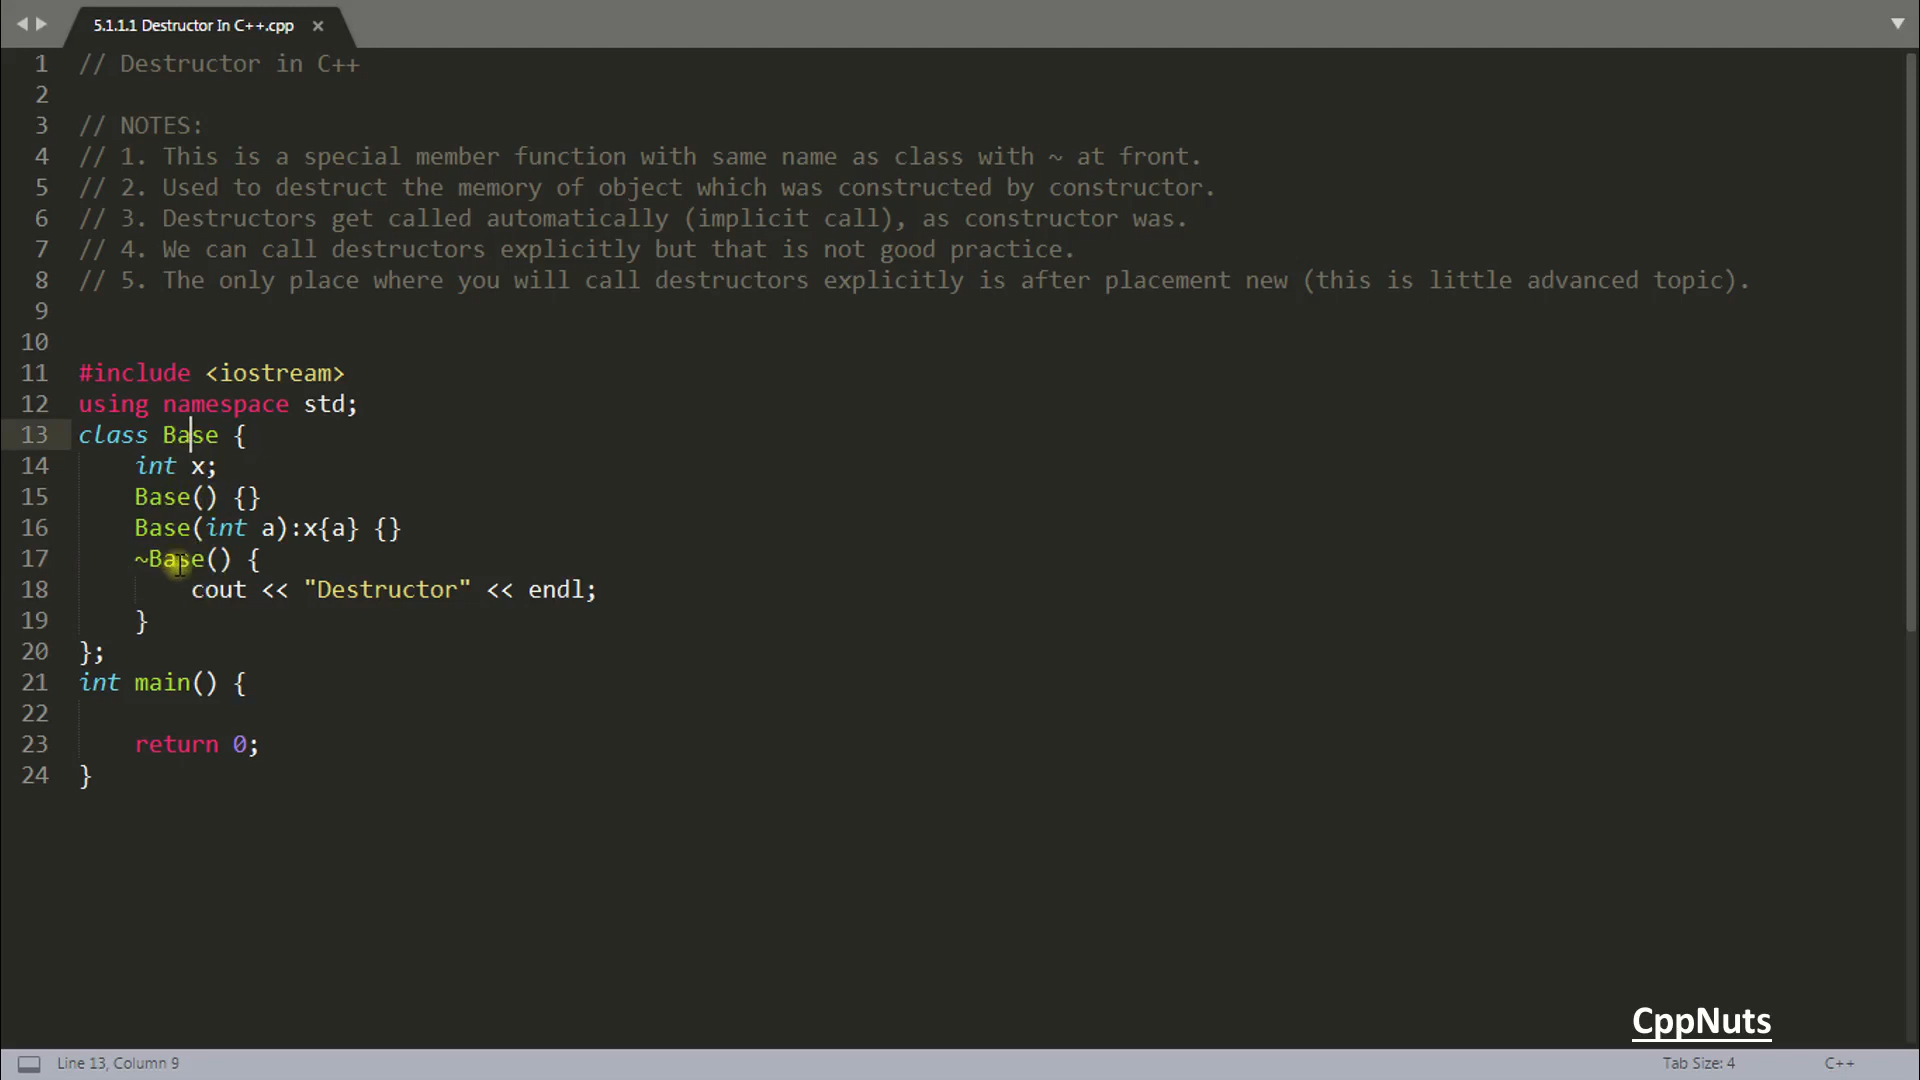 5.1.1.1 Destructor In C++.cpp ×
1 // Destructor in C++
2
3 // NOTES:
4 // 1. This is a special member function with same name as class with ~ at front.
5 // 2. Used to destruct the memory of object which was constructed by constructor.
6 // 3. Destructors get called automatically (implicit call), as constructor was.
7 // 4. We can call destructors explicitly but that is not good practice.
8 // 5. The only place where you will call destructors explicitly is after placement new (this is little advanced topic).
9
10
11 #include <iostream>
12 using namespace std;
13 class Base {
14     int x;
15     Base() {}
16     Base(int a):x{a} {}
17     ~Base() {
18         cout << "Destructor" << endl;
19     }
20 };
21 int main() {
22
23     return 0;
24 }
CppNuts
Line 13, Column 9 Tab Size: 4 C++